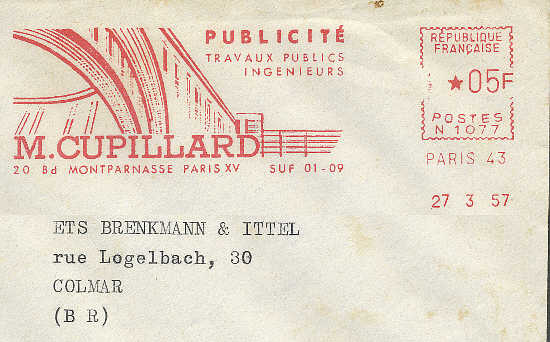 PUBLICITÉ
TRAVAUX PUBLICS
INGENIEURS
M. CUPILLARD
20 Bd MONTPARNASSE PARIS XV SUF 01-09
RÉPUBLIQUE
FRANÇAISE
★05F
POSTES
N 1077
PARIS 43
27 3 57
ETS BRENKMANN & ITTEL
rue Logelbach, 30
COLMAR
(B R)